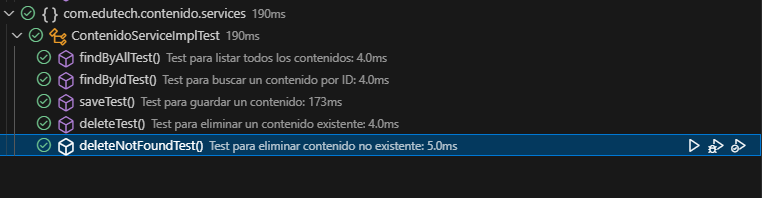 { } com.edutech.contenido.services 190ms
ContenidoServiceImplTest 190ms
findByAllTest() Test para listar todos los contenidos: 4.0ms
findByIdTest() Test para buscar un contenido por ID: 4.0ms
saveTest() Test para guardar un contenido: 173ms
deleteTest() Test para eliminar un contenido existente: 4.0ms
deleteNotFoundTest() Test para eliminar contenido no existente: 5.0ms